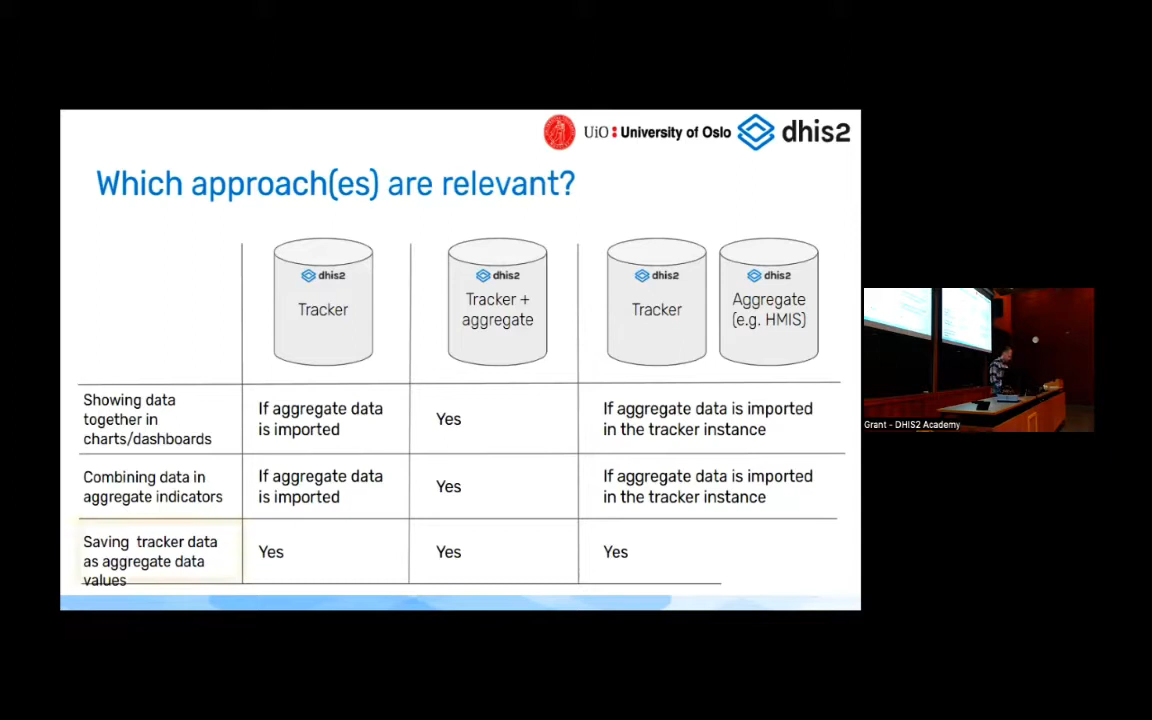 UiO : University of Oslo dhis2
Which approach(es) are relevant?
dhis2
Tracker
dhis2
Tracker +
aggregate
dhis2
Tracker
dhis2
Aggregate
(e.g. HMIS)
Showing data
together in
charts/dashboards
If aggregate data
is imported
Yes
If aggregate data is imported
in the tracker instance
Combining data in
aggregate indicators
If aggregate data
is imported
Yes
If aggregate data is imported
in the tracker instance
Saving tracker data
as aggregate data
values
Yes
Yes
Yes
Grant - DHIS2 Academy